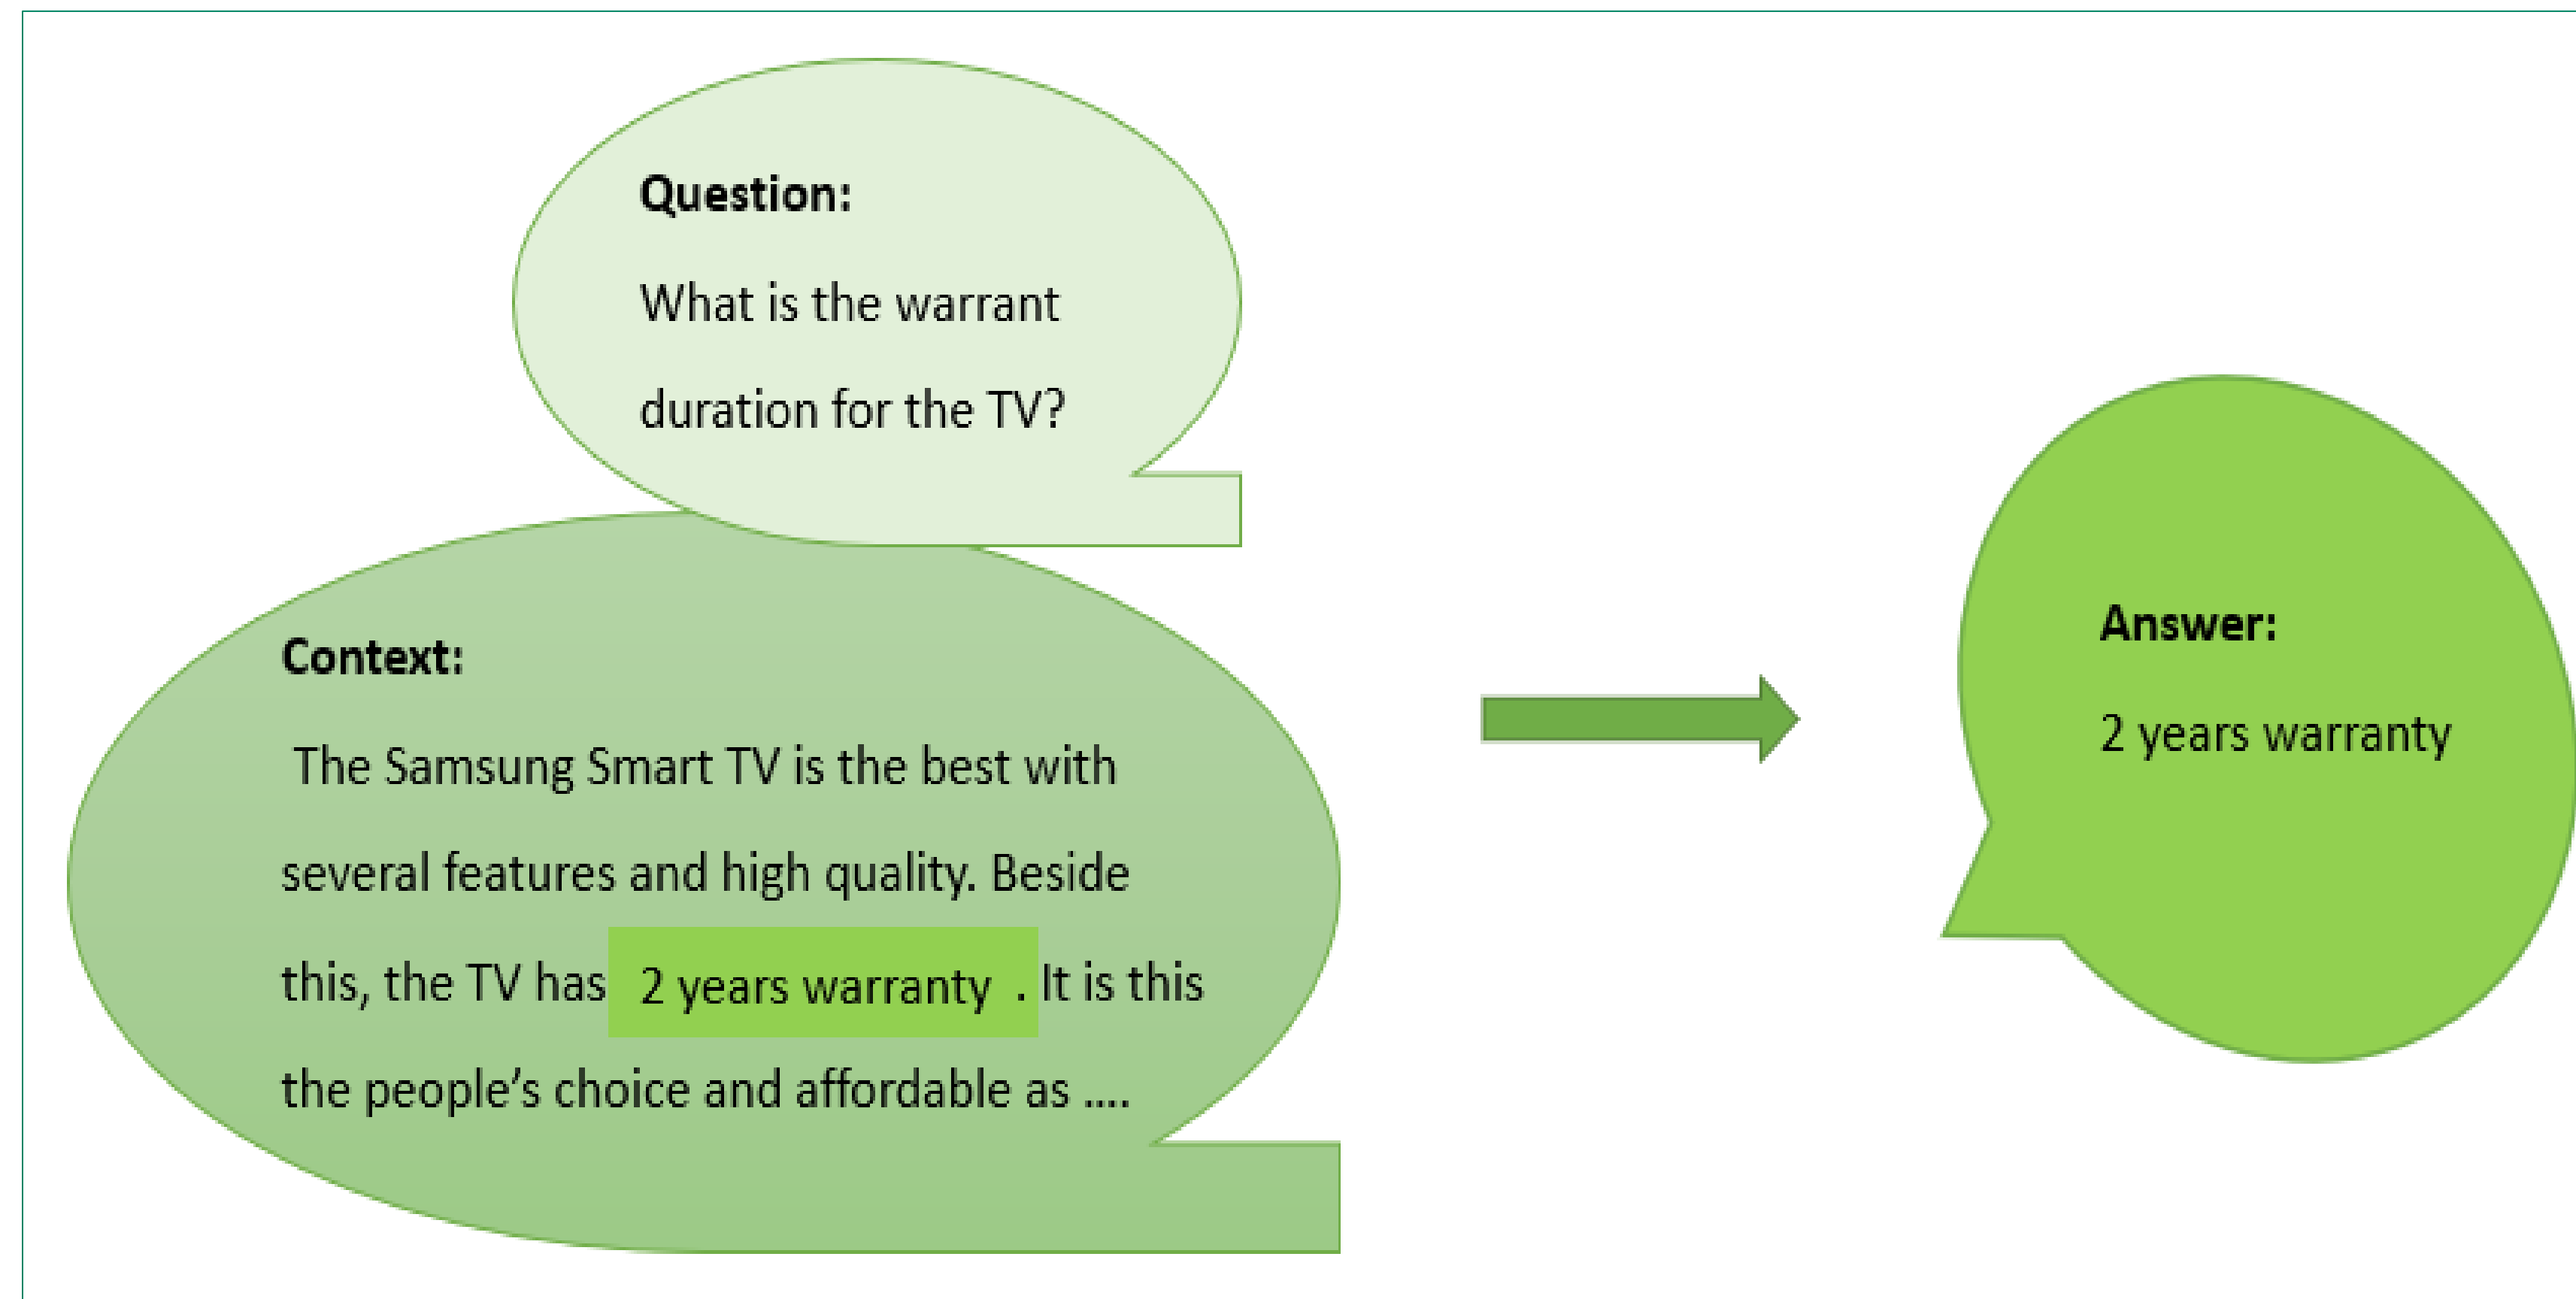 Question:
What is the warrant
duration for the TV?
Context:
The Samsung Smart TV is the best with
several features and high quality. Beside
this, the TV has 2 years warranty . It is this
the people’s choice and affordable as ....
Answer:
2 years warranty